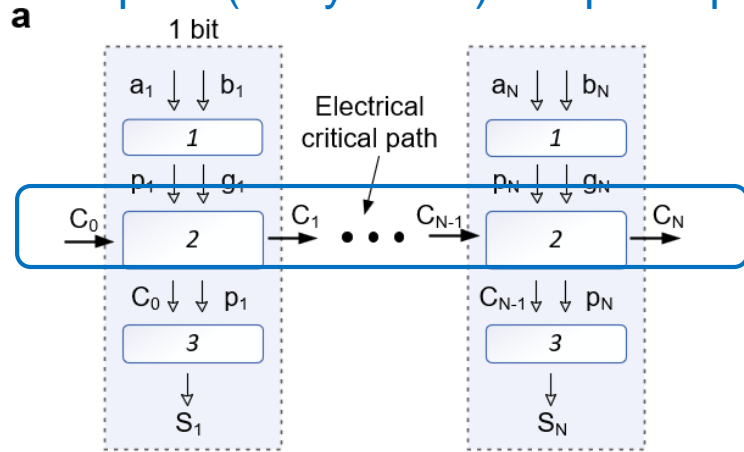 a
1 bit
a1 b1
1
p1 g1
C0
2
C1
C0 p1
3
S1
Electrical
critical path
CN-1
aN bN
1
pN gN
2
CN
CN-1 pN
3
SN